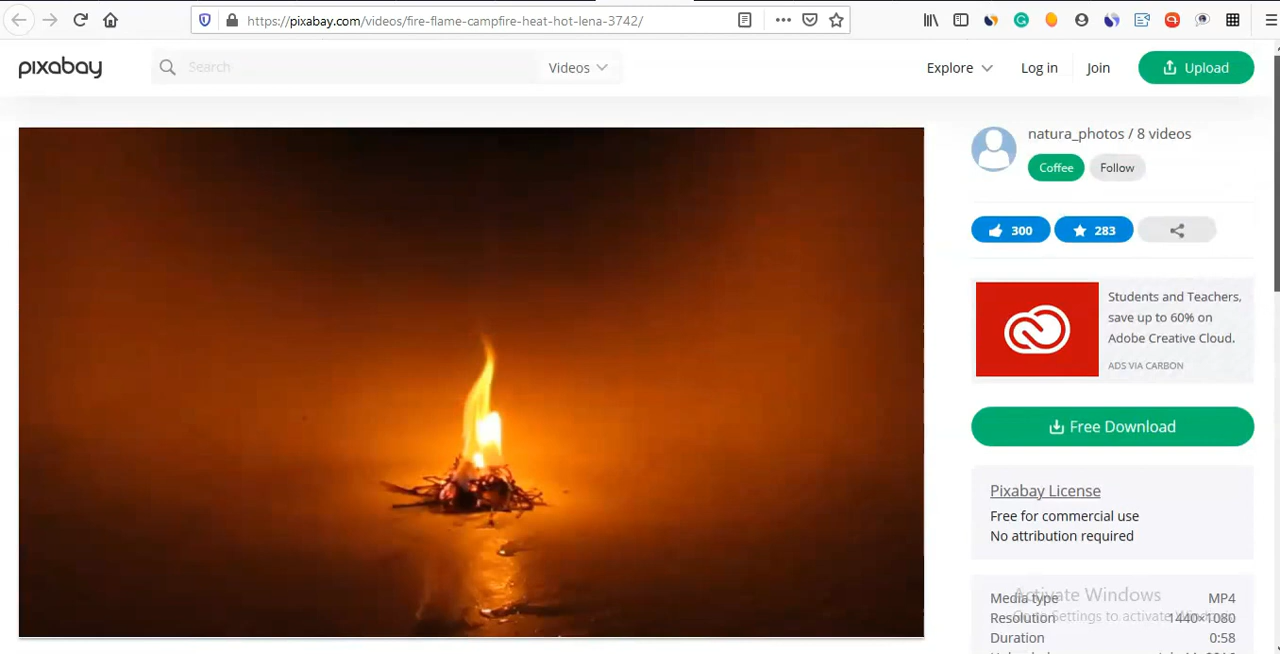 https://pixabay.com/videos/fire-flame-campfire-heat-hot-lena-3742/
pixabay
Search
Videos
Explore
Log in
Join
Upload
natura_photos / 8 videos
Coffee
Follow
300
283
Students and Teachers,
save up to 60% on
Adobe Creative Cloud.
ADS VIA CARBON
Free Download
Pixabay License
Free for commercial use
No attribution required
Activate Windows
Media type MP4
Settings to activate
Resolution 1440×1080
Duration 0:58